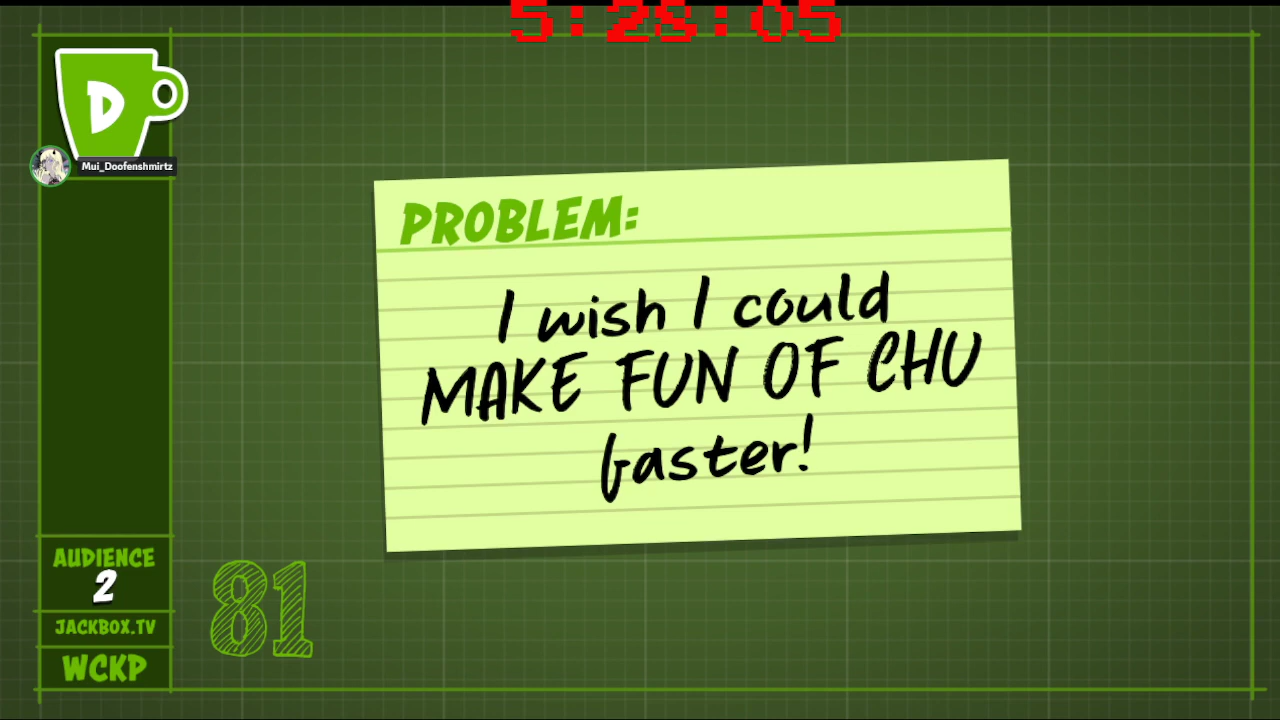 5:28:05
D
Mui_Doofenshmirtz
PROBLEM:
I wish I could
MAKE FUN OF CHU
faster!
AUDIENCE
2
JACKBOX.TV
WCKP
81